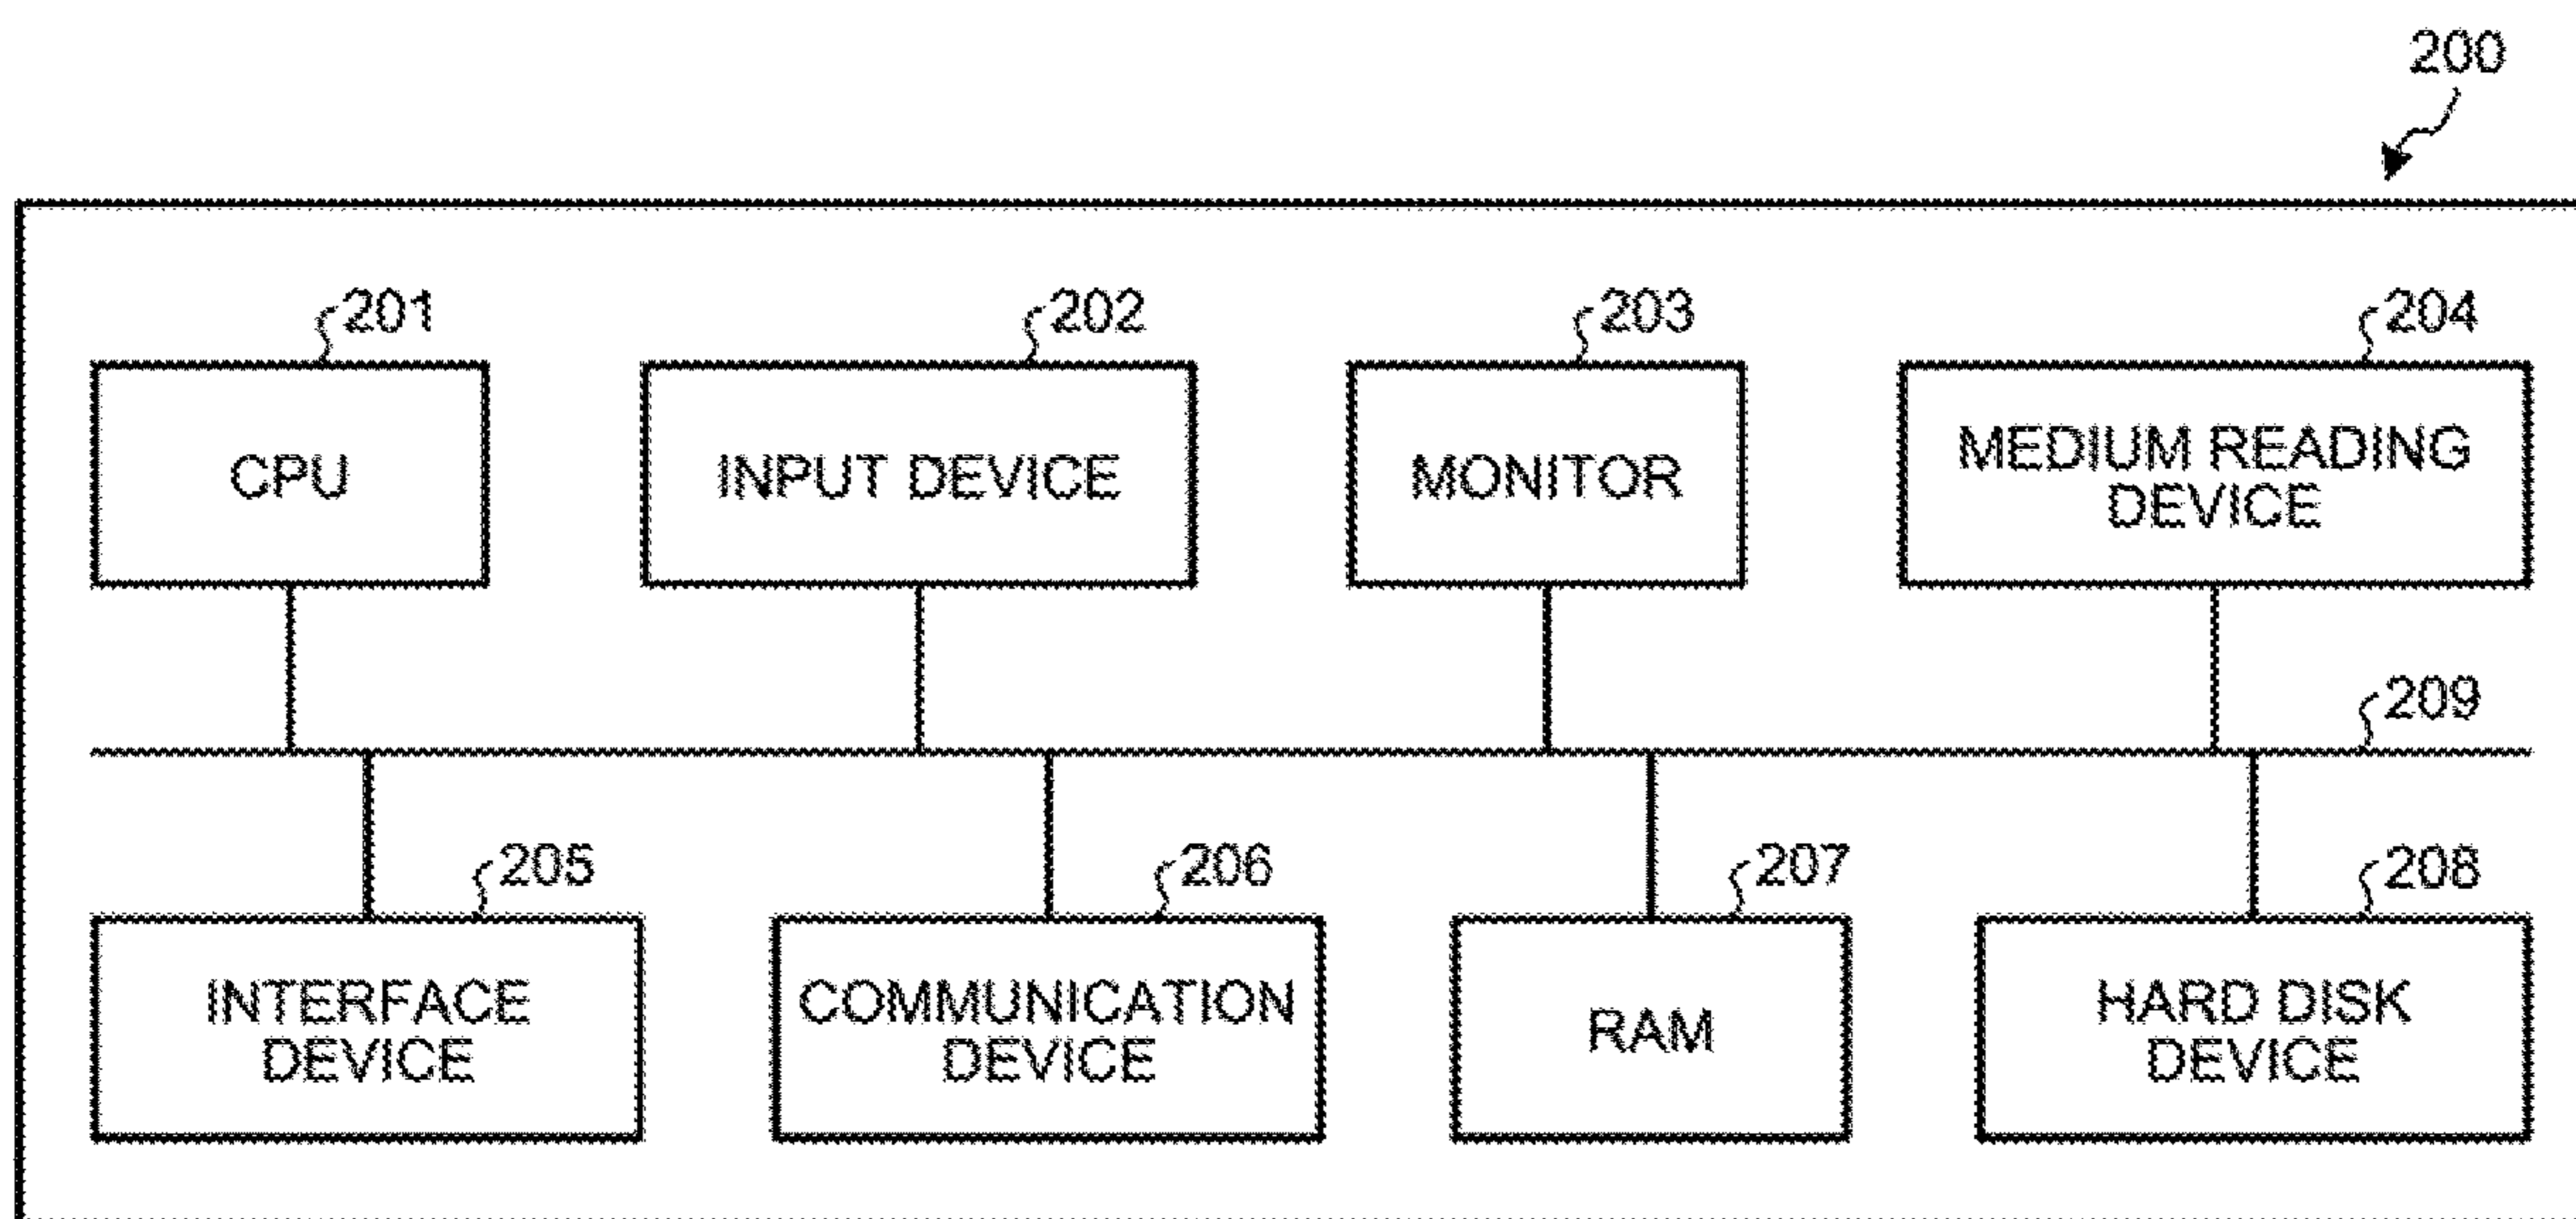 200
201
202
203
204
CPU
INPUT DEVICE
MONITOR
MEDIUM READING
DEVICE
209
205
206
207
208
INTERFACE
DEVICE
COMMUNICATION
DEVICE
RAM
HARD DISK
DEVICE